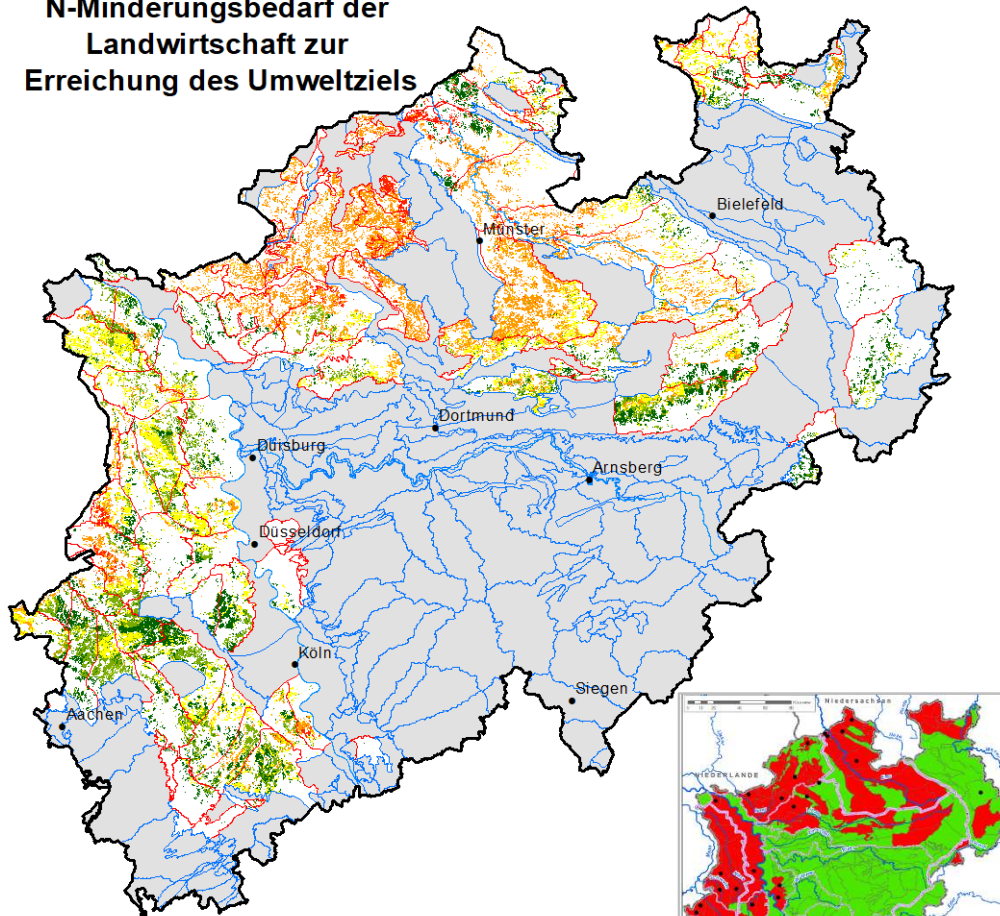 N-Minderungsbedarf der
Landwirtschaft zur
Erreichung des Umweltziels
Bielefeld
Münster
Dortmund
Duisburg
Arnsberg
Düsseldorf
Köln
Siegen
Aachen
Niedersachsen
NIEDERLANDE